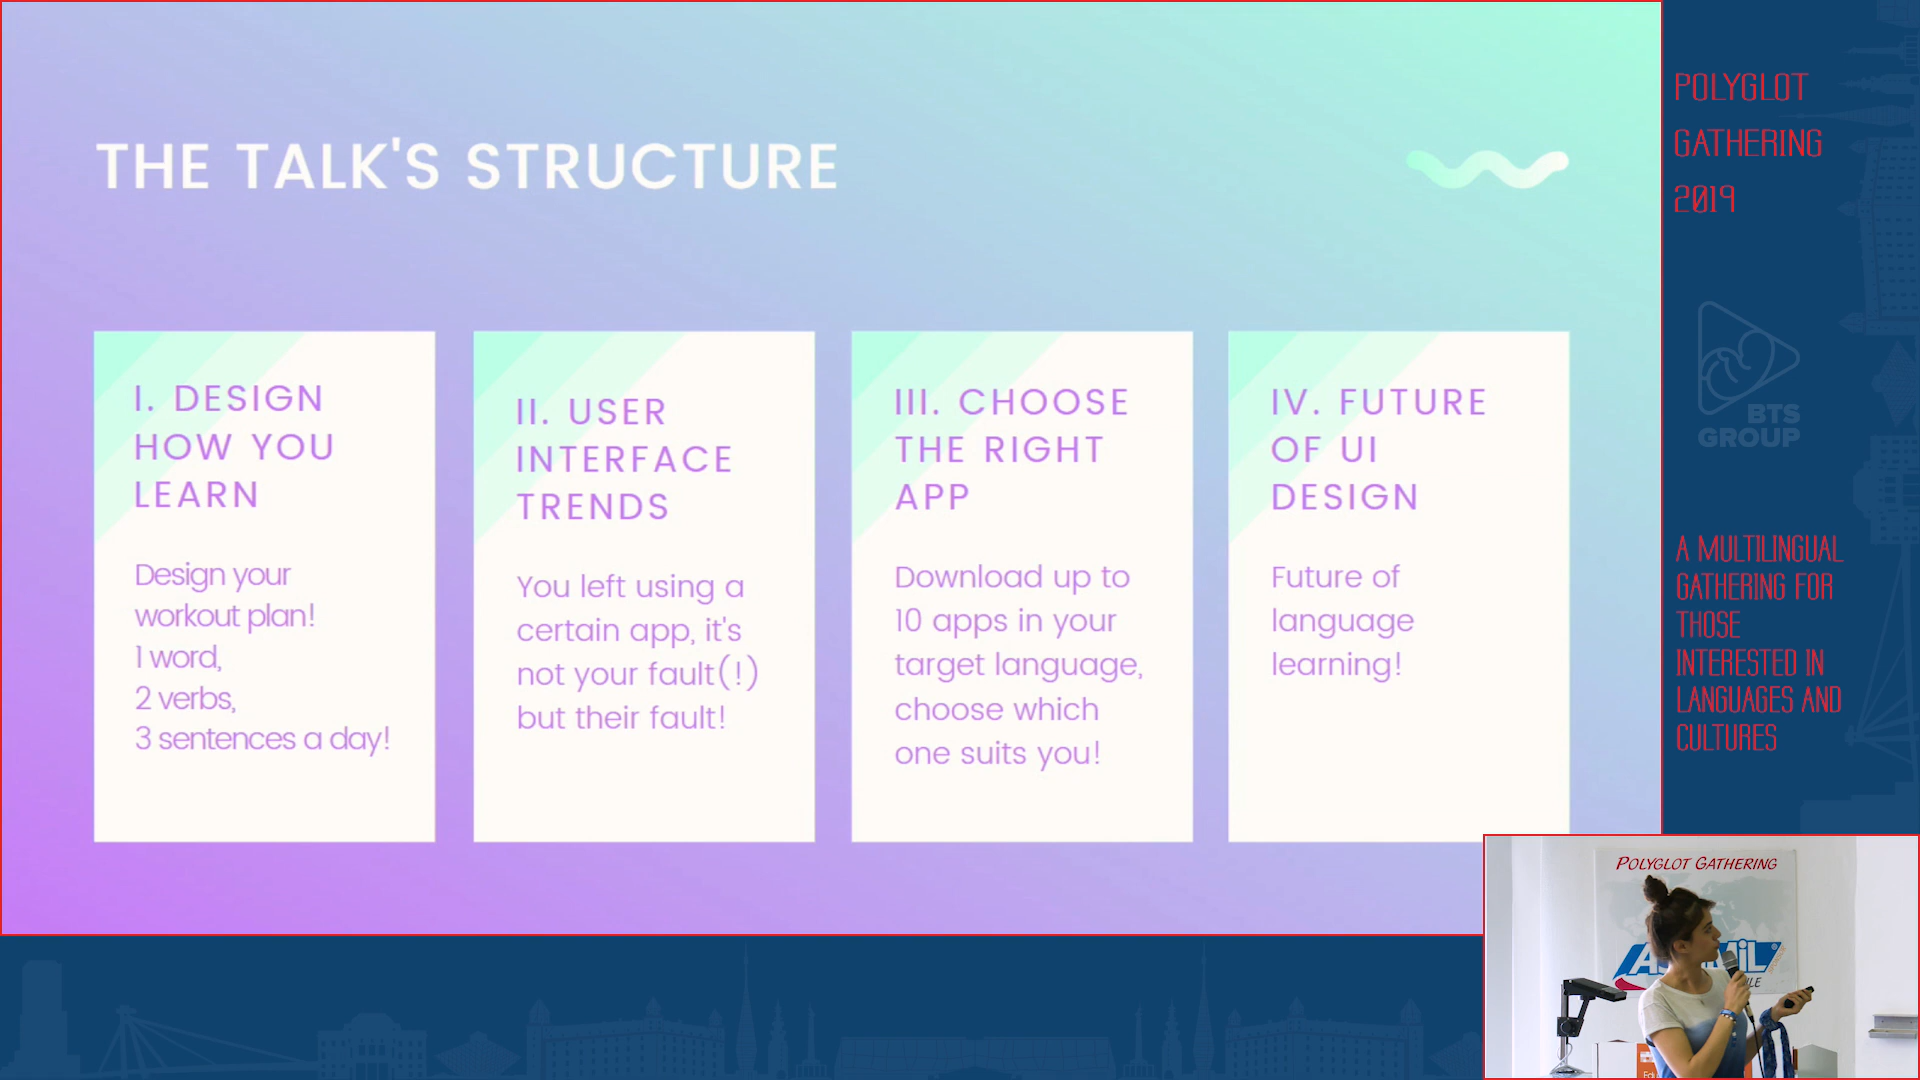 THE TALK'S STRUCTURE
I. DESIGN
HOW YOU
LEARN
Design your
workout plan!
1 word,
2 verbs,
3 sentences a day!
II. USER
INTERFACE
TRENDS
You left using a
certain app, it's
not your fault(!)
but their fault!
III. CHOOSE
THE RIGHT
APP
Download up to
10 apps in your
target language,
choose which
one suits you!
IV. FUTURE
OF UI
DESIGN
Future of
language
learning!
POLYGLOT
GATHERING
2019
BTS
GROUP
A MULTILINGUAL
GATHERING FOR
THOSE
INTERESTED IN
LANGUAGES AND
CULTURES
POLYGLOT GATHERING